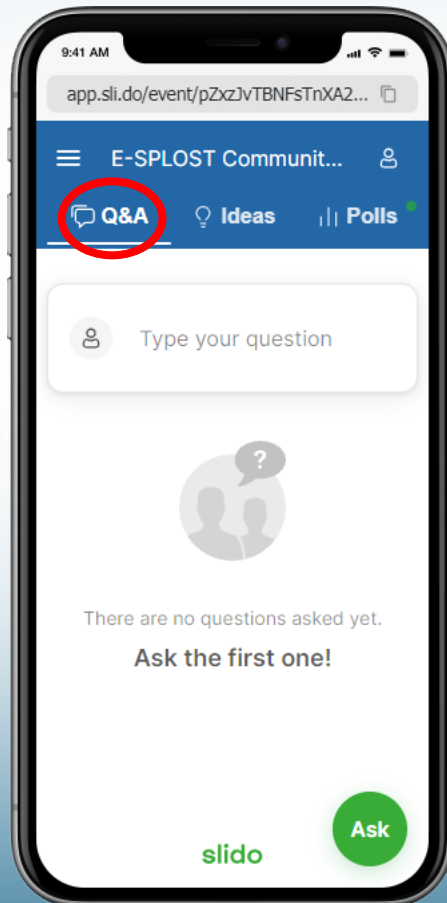 9:41 AM
app.sli.do/event/pZxzJvTBNFsTnXA2...
E-SPLOST Communit...
Q&A Ideas Polls
Type your question
?
There are no questions asked yet.
Ask the first one!
Ask
slido